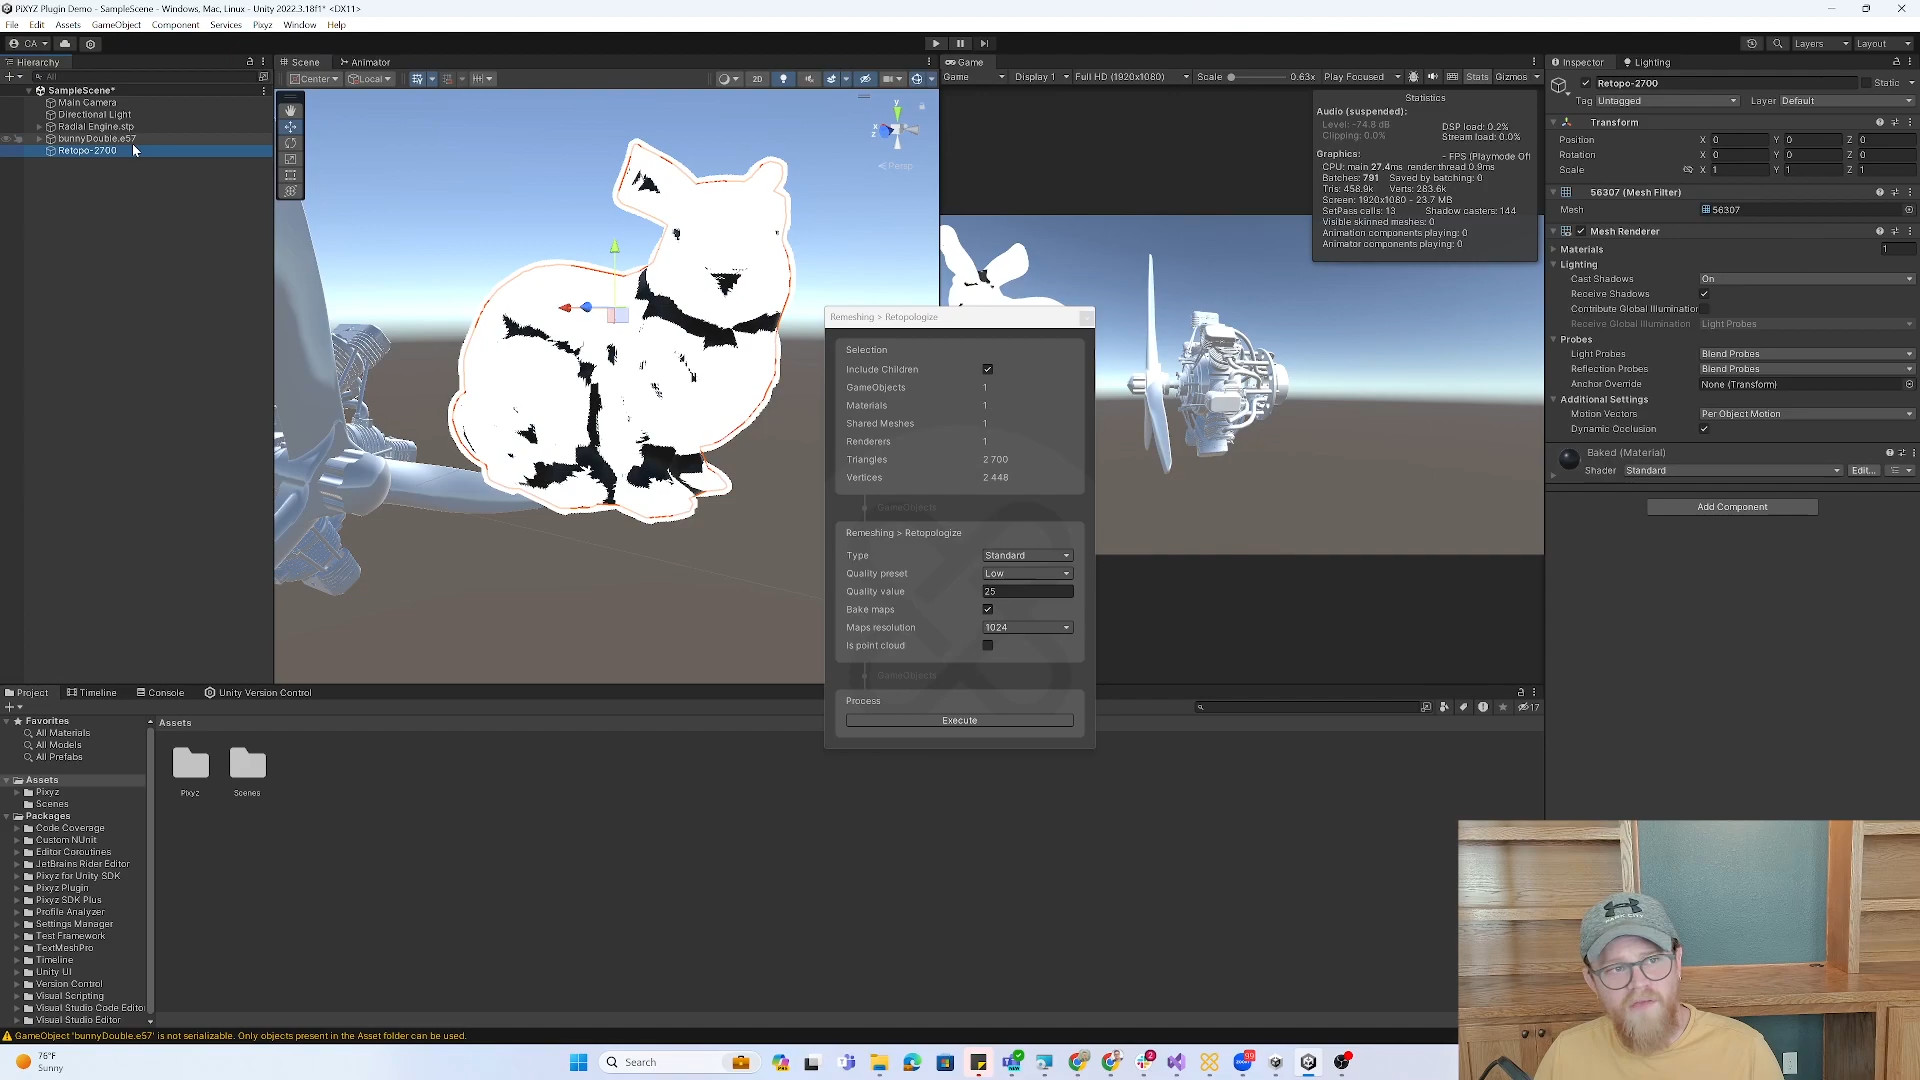 PiXYZ Plugin Demo - SampleScene - Windows, Mac, Linux - Unity 2022.3.18f1* <DX11>
File Edit Assets GameObject Component Services Pixyz Window Help
CA Layers Layout
Hierarchy
All
SampleScene*
Main Camera
Directional Light
Radial Engine.stp
bunnyDouble.e57
Retopo-2700
Scene Animator
Center Local 2D
y
x
z
Persp
Game
Game Display 1 Full HD (1920x1080) Scale 0.63x Play Focused Stats Gizmos
Statistics
Audio (suspended):
Level: -74.8 dB DSP load: 0.2%
Clipping: 0.0% Stream load: 0.0%
Graphics: - FPS (Playmode Off
CPU: main 27.4ms render thread 0.9ms
Batches: 791 Saved by batching: 0
Tris: 458.9k Verts: 283.6k
Screen: 1920x1080 - 23.7 MB
SetPass calls: 13 Shadow casters: 144
Visible skinned meshes: 0
Animation components playing: 0
Animator components playing: 0
Remeshing > Retopologize
Selection
Include Children
GameObjects 1
Materials 1
Shared Meshes 1
Renderers 1
Triangles 2 700
Vertices 2 448
GameObjects
Remeshing > Retopologize
Type Standard
Quality preset Low
Quality value 25
Bake maps
Maps resolution 1024
Is point cloud
GameObjects
Process
Execute
Inspector Lighting
Retopo-2700 Static
Tag Untagged Layer Default
Transform
Position X 0 Y 0 Z 0
Rotation X 0 Y 0 Z 0
Scale X 1 Y 1 Z 1
56307 (Mesh Filter)
Mesh 56307
Mesh Renderer
Materials 1
Lighting
Cast Shadows On
Receive Shadows
Contribute Global Illumination
Receive Global Illumination Light Probes
Probes
Light Probes Blend Probes
Reflection Probes Blend Probes
Anchor Override None (Transform)
Additional Settings
Motion Vectors Per Object Motion
Dynamic Occlusion
Baked (Material)
Shader Standard Edit...
Add Component
Project Timeline Console Unity Version Control
17
Favorites
All Materials
All Models
All Prefabs
Assets
Pixyz
Scenes
Packages
Code Coverage
Custom NUnit
Editor Coroutines
JetBrains Rider Editor
Pixyz for Unity SDK
Pixyz Plugin
Pixyz SDK Plus
Profile Analyzer
Settings Manager
Test Framework
TextMeshPro
Timeline
Unity UI
Version Control
Visual Scripting
Visual Studio Code Editor
Visual Studio Editor
Assets
Pixyz Scenes
GameObject 'bunnyDouble.e57' is not serializable. Only objects present in the Asset folder can be used.
76°F
Sunny
Search
NEW
2
99
PARK CITY